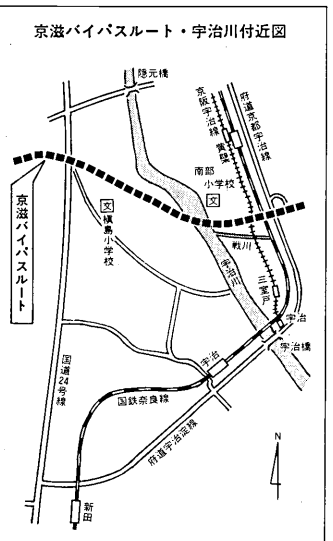 京滋バイパスルート・宇治川付近図
隠元橋
京阪宇治線
府道京都宇治線
黄檗
南部
小学校
文
京滋バイパスルート
文
槇島小学校
戦川
宇治川
三室戸
宇治
宇治橋
宇治
国道24号線
国鉄奈良線
府道宇治淀線
N
新田